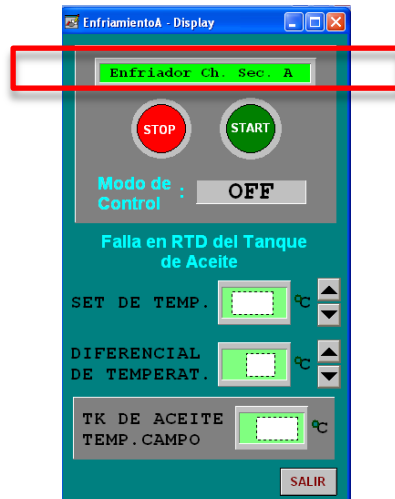 EnfriamientoA - Display
Enfriador Ch. Sec. A
STOP START
Modo de
Control : OFF
Falla en RTD del Tanque
de Aceite
SET DE TEMP. °C
DIFERENCIAL
DE TEMPERAT. °C
TK DE ACEITE
TEMP.CAMPO °C
SALIR